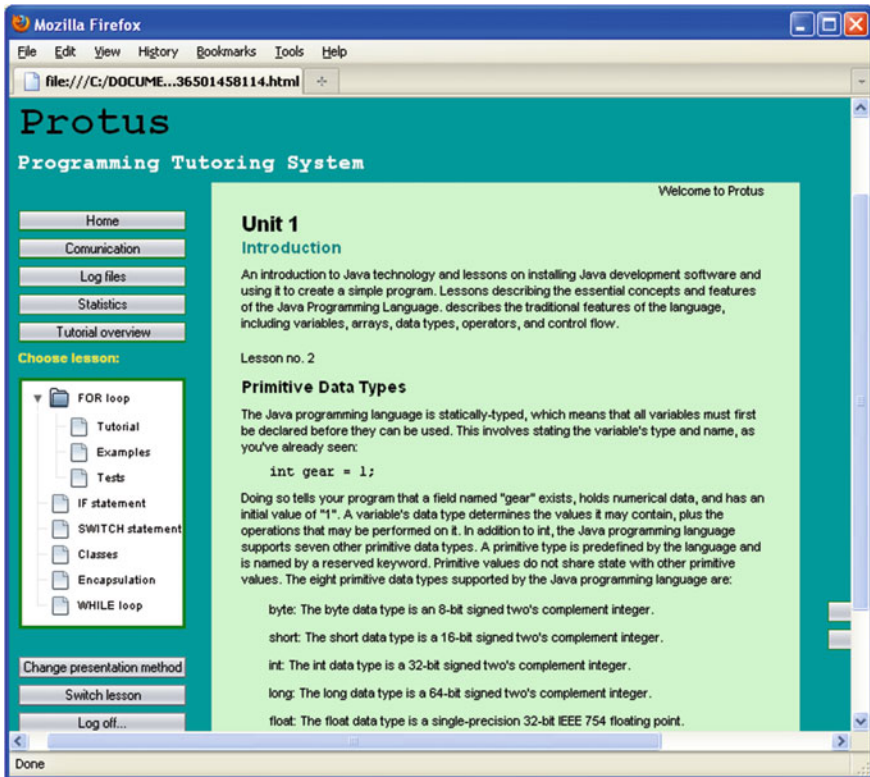 Mozilla Firefox
File Edit View History Bookmarks Tools Help
file:///C:/DOCUME...36501458114.html
Protus
Programming Tutoring System
Welcome to Protus
Home
Comunication
Log files
Statistics
Tutorial overview
Choose lesson:
FOR loop
Tutorial
Examples
Tests
IF statement
SWITCH statement
Classes
Encapsulation
WHILE loop
Change presentation method
Switch lesson
Log off...
Unit 1
Introduction
An introduction to Java technology and lessons on installing Java development software and
using it to create a simple program. Lessons describing the essential concepts and features
of the Java Programming Language. describes the traditional features of the language,
including variables, arrays, data types, operators, and control flow.
Lesson no. 2
Primitive Data Types
The Java programming language is statically-typed, which means that all variables must first
be declared before they can be used. This involves stating the variable's type and name, as
you've already seen:
int gear = 1;
Doing so tells your program that a field named "gear" exists, holds numerical data, and has an
initial value of "1". A variable's data type determines the values it may contain, plus the
operations that may be performed on it. In addition to int, the Java programming language
supports seven other primitive data types. A primitive type is predefined by the language and
is named by a reserved keyword. Primitive values do not share state with other primitive
values. The eight primitive data types supported by the Java programming language are:
byte: The byte data type is an 8-bit signed two's complement integer.
short: The short data type is a 16-bit signed two's complement integer.
int: The int data type is a 32-bit signed two's complement integer.
long: The long data type is a 64-bit signed two's complement integer.
float: The float data type is a single-precision 32-bit IEEE 754 floating point.
Done